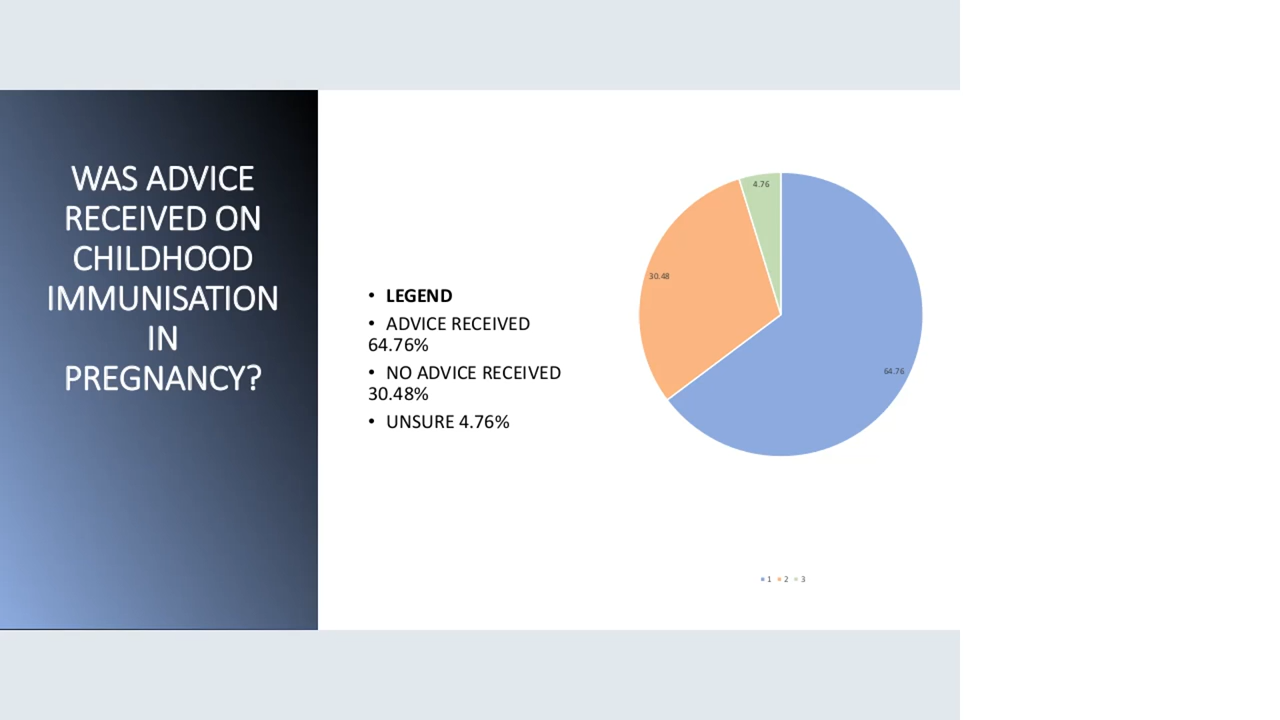 WAS ADVICE
RECEIVED ON
CHILDHOOD
IMMUNISATION
IN
PREGNANCY?
• LEGEND
• ADVICE RECEIVED
64.76%
• NO ADVICE RECEIVED
30.48%
• UNSURE 4.76%
4.76
30.48
64.76
1 2 3